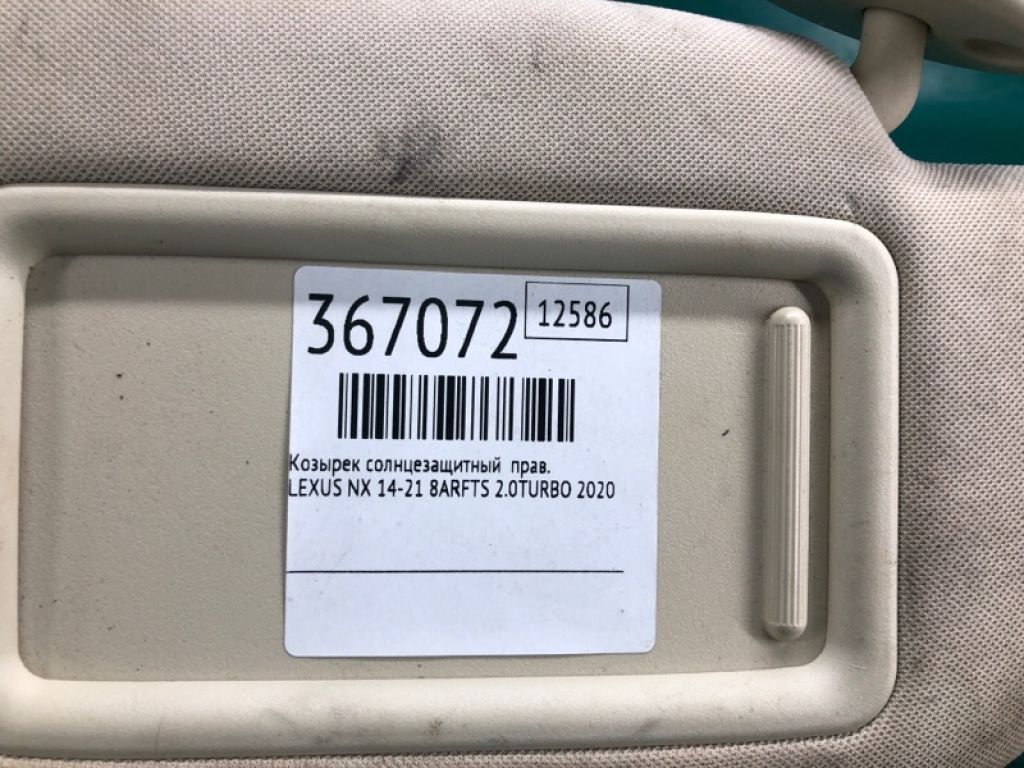 367072 12586
Козырек солнцезащитный прав.
LEXUS NX 14-21 8ARFTS 2.0TURBO 2020